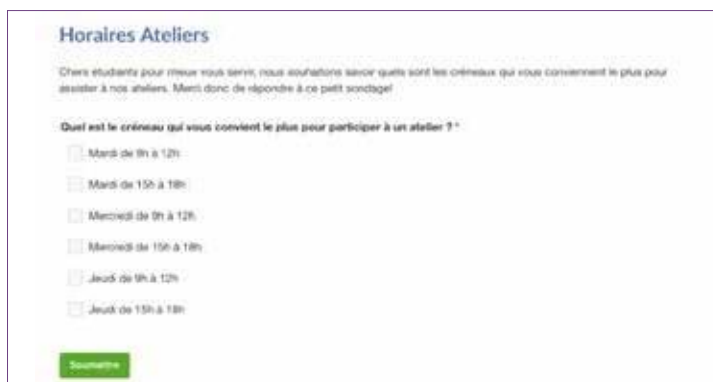 Horaires Ateliers
Chers étudiants pour mieux vous servir, nous souhaitons savoir quels sont les créneaux qui vous conviennent le plus pour
assister à nos ateliers. Merci donc de répondre à ce petit sondage!
Quel est le créneau qui vous convient le plus pour participer à un atelier ? *
Mardi de 9h à 12h
Mardi de 15h à 18h
Mercredi de 9h à 12h
Mercredi de 15h à 18h
Jeudi de 9h à 12h
Jeudi de 15h à 18h
Soumettre